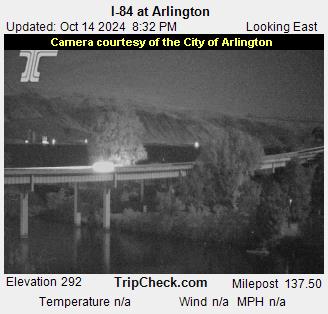 I-84 at Arlington
Updated: Oct 14 2024 8:32 PM Looking East
Camera courtesy of the City of Arlington
Elevation 292 TripCheck.com Milepost 137.50
Temperature n/a Wind n/a MPH n/a